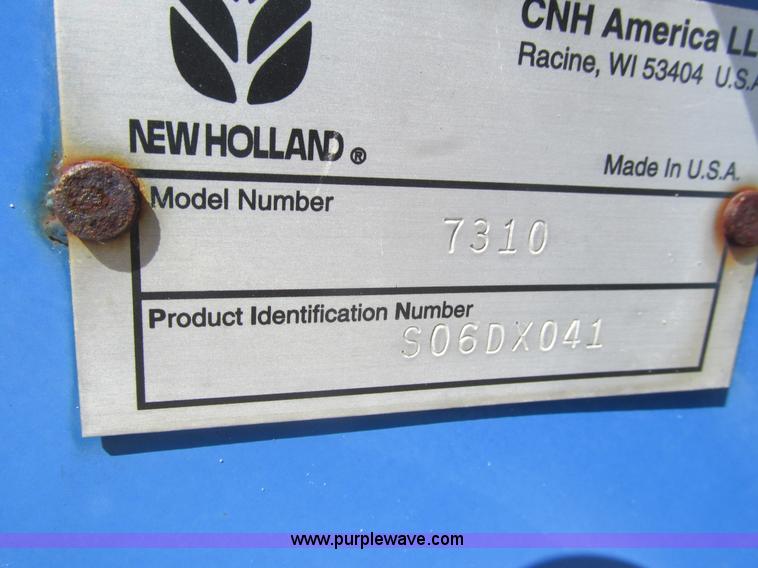 CNH America LL
Racine, WI 53404 U.S.A
NEW HOLLAND ®
Made In U.S.A.
Model Number
7310
Product Identification Number
S06DX041
www.purplewave.com